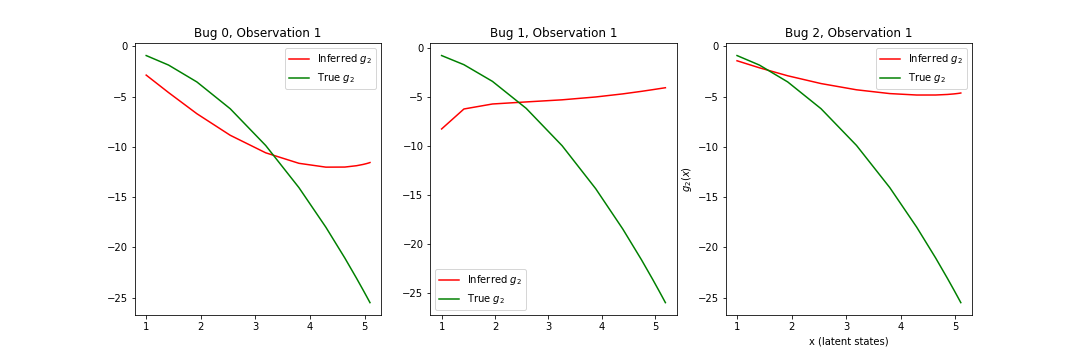 Bug 0, Observation 1
0
−5
−10
−15
−20
−25
1 2 3 4 5
Inferred g₂
True g₂
Bug 1, Observation 1
0
−5
−10
−15
−20
−25
1 2 3 4 5
Inferred g₂
True g₂
Bug 2, Observation 1
g₂(x)
0
−5
−10
−15
−20
−25
1 2 3 4 5
x (latent states)
Inferred g₂
True g₂